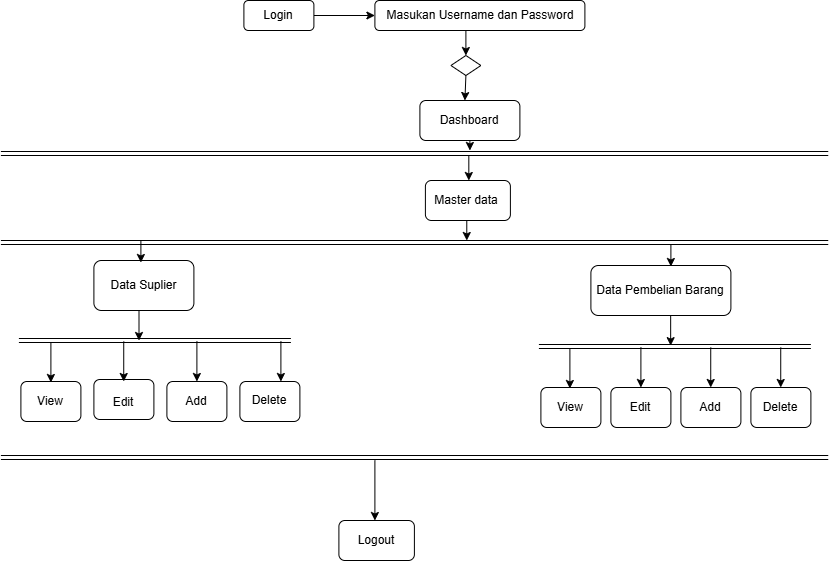 Login
Masukan Username dan Password
Dashboard
Master data
Data Suplier
Data Pembelian Barang
View
Edit
Add
Delete
View
Edit
Add
Delete
Logout